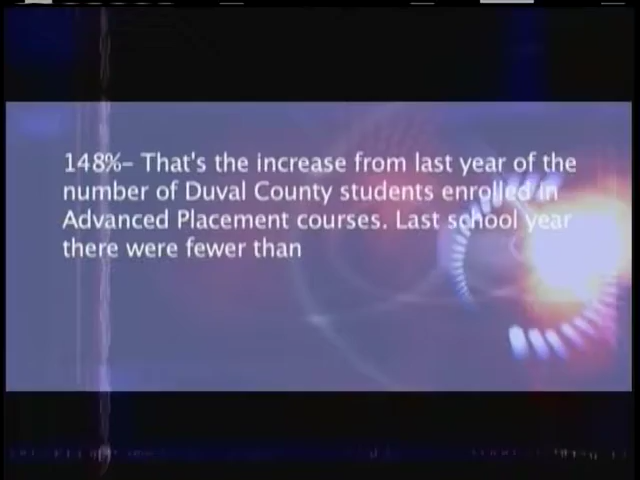 148%– That's the increase from last year of the
number of Duval County students enrolled in
Advanced Placement courses. Last school year
there were fewer than